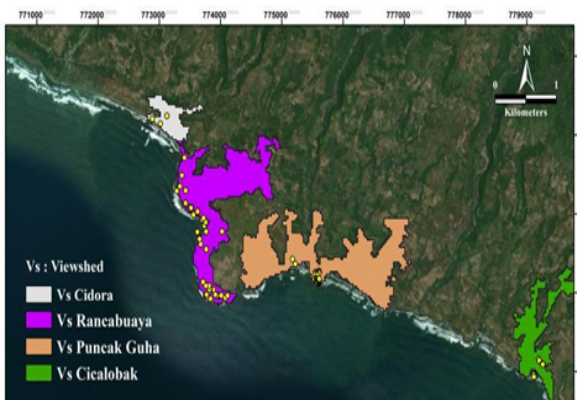 771000 772000 773000 774000 775000 776000 777000 778000 779000
N
0 1
Kilometers
Vs : Viewshed
Vs Cidora
Vs Rancabuaya
Vs Puncak Guha
Vs Cicalobak